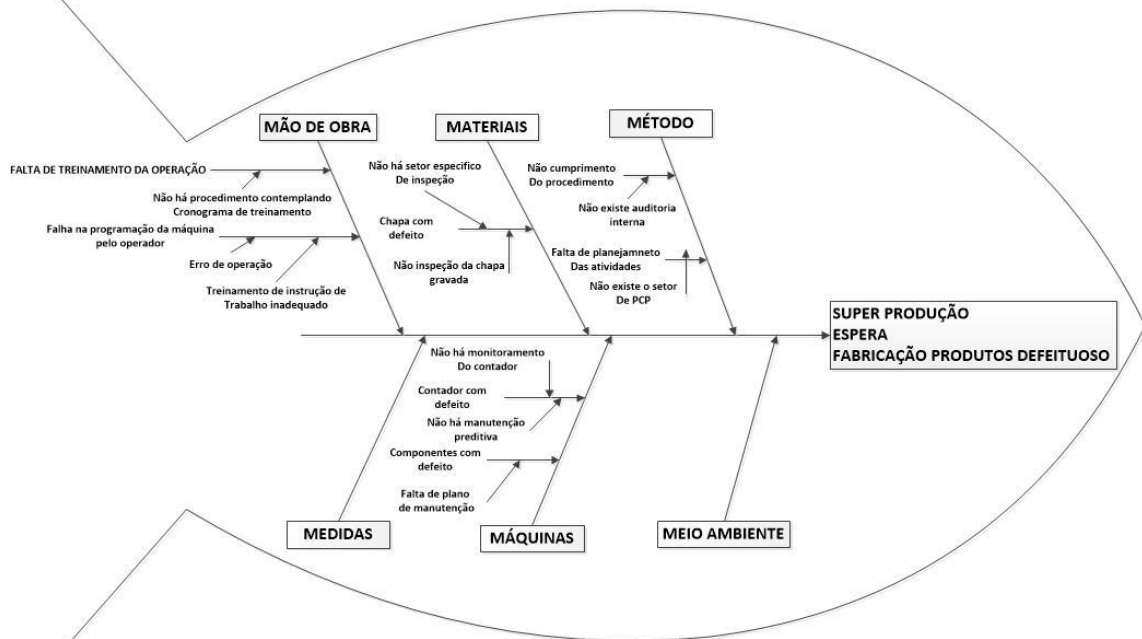 MÃO DE OBRA
MATERIAIS
MÉTODO
FALTA DE TREINAMENTO DA OPERAÇÃO
Não há procedimento contemplando
Cronograma de treinamento
Falha na programação da máquina
pelo operador
Erro de operação
Treinamento de instrução de
Trabalho inadequado
Não há setor especifico
De inspeção
Chapa com
defeito
Não inspeção da chapa
gravada
Não cumprimento
Do procedimento
Não existe auditoria
interna
Falta de planejamneto
Das atividades
Não existe o setor
De PCP
SUPER PRODUÇÃO
ESPERA
FABRICAÇÃO PRODUTOS DEFEITUOSO
Não há monitoramento
Do contador
Contador com
defeito
Não há manutenção
preditiva
Componentes com
defeito
Falta de plano
de manutenção
MEDIDAS
MÁQUINAS
MEIO AMBIENTE